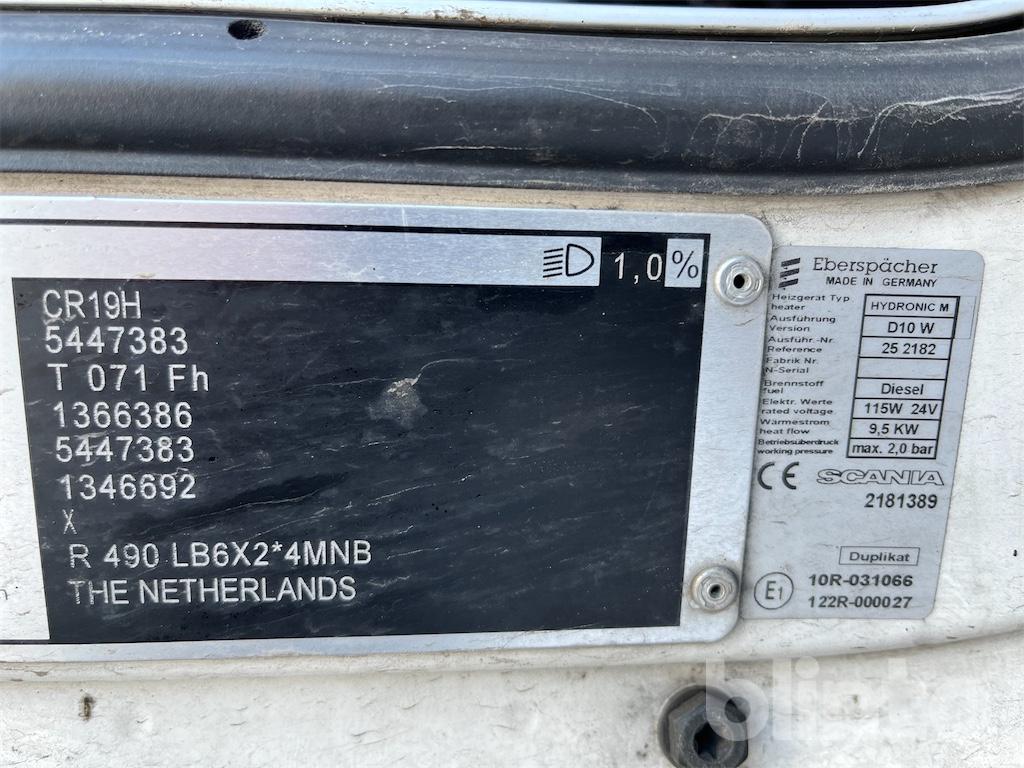 1,0 %
CR19H
5447383
T 071 Fh
1366386
5447383
1346692
X
R 490 LB6X2*4MNB
THE NETHERLANDS
Eberspächer
MADE IN GERMANY
Heizgerät Typ
heater
HYDRONIC M
Ausführung
Version
D10 W
Ausführ.-Nr.
Reference
25 2182
Fabrik Nr.
N-Serial
Brennstoff
fuel
Diesel
Elektr. Werte
rated voltage
115W 24V
Wärmestrom
heat flow
9,5 KW
Betriebsüberdruck
working pressure
max. 2,0 bar
CE SCANIA
2181389
Duplikat
E1
10R-031066
122R-000027